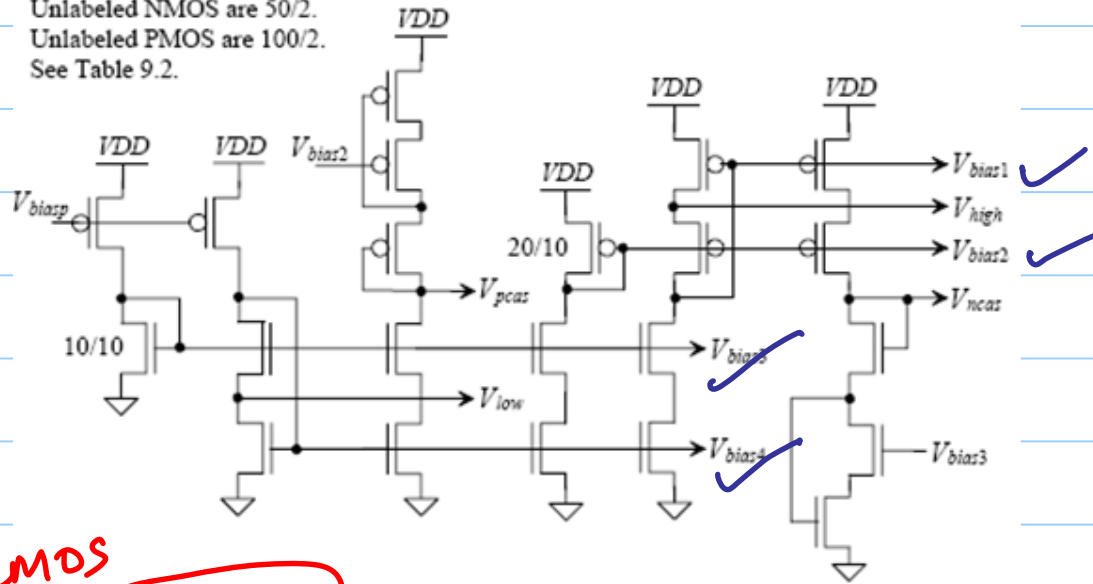 Unlabeled NMOS are 50/2.
Unlabeled PMOS are 100/2.
See Table 9.2.
VDD
VDD
VDD
VDD
VDD
Vbias2
VDD
Vbiasp
Vbias1
Vhigh
20/10
Vbias2
Vpcas
Vncas
10/10
Vbias3
Vlow
Vbias4
Vbias3
MOS